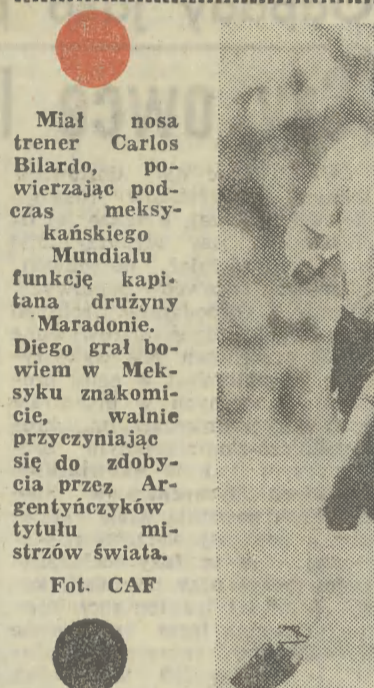 Miał nosa
trener Carlos
Bilardo, po-
wierzając pod-
czas meksy-
kańskiego
Mundialu
funkcję kapi-
tana drużyny
Maradonie.
Diego grał bo-
wiem w Mek-
syku znakomi-
cie, walnie
przyczyniając
się do zdoby-
cia przez Ar-
gentyńczyków
tytułu mi-
strzów świata.
Fot. CAF